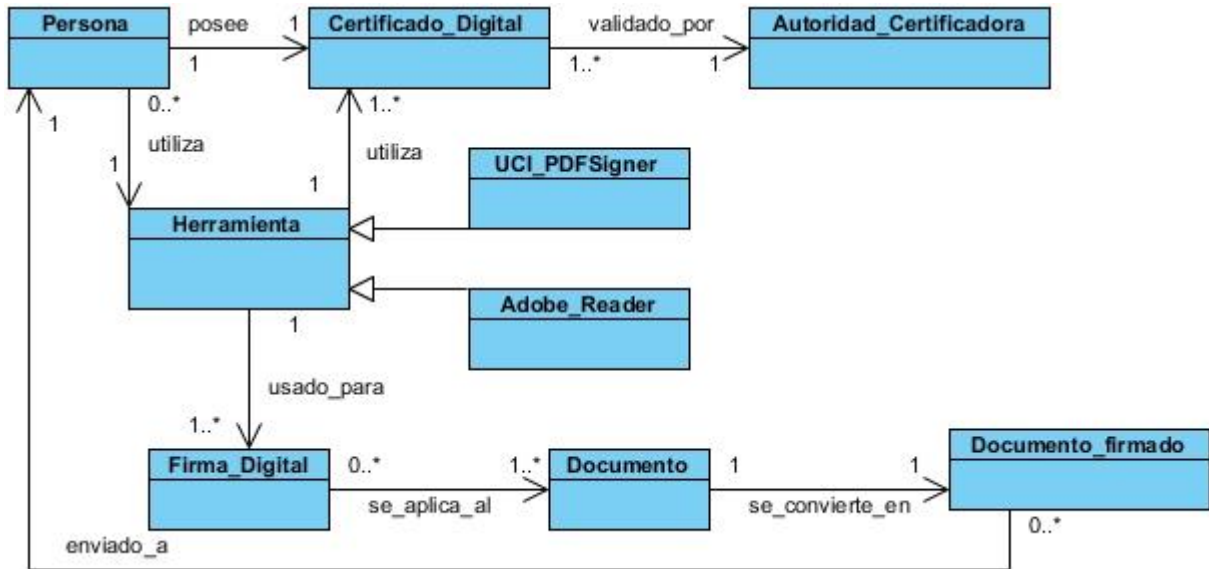 Persona
posee
1
1
Certificado_Digital
validado_por
1..*
1
Autoridad_Certificadora
1
0..*
utiliza
1
1..*
utiliza
1
UCI_PDFSigner
Herramienta
Adobe_Reader
1
usado_para
1..*
Firma_Digital
0..*
1..*
se_aplica_al
Documento
1
1
se_convierte_en
Documento_firmado
0..*
enviado_a